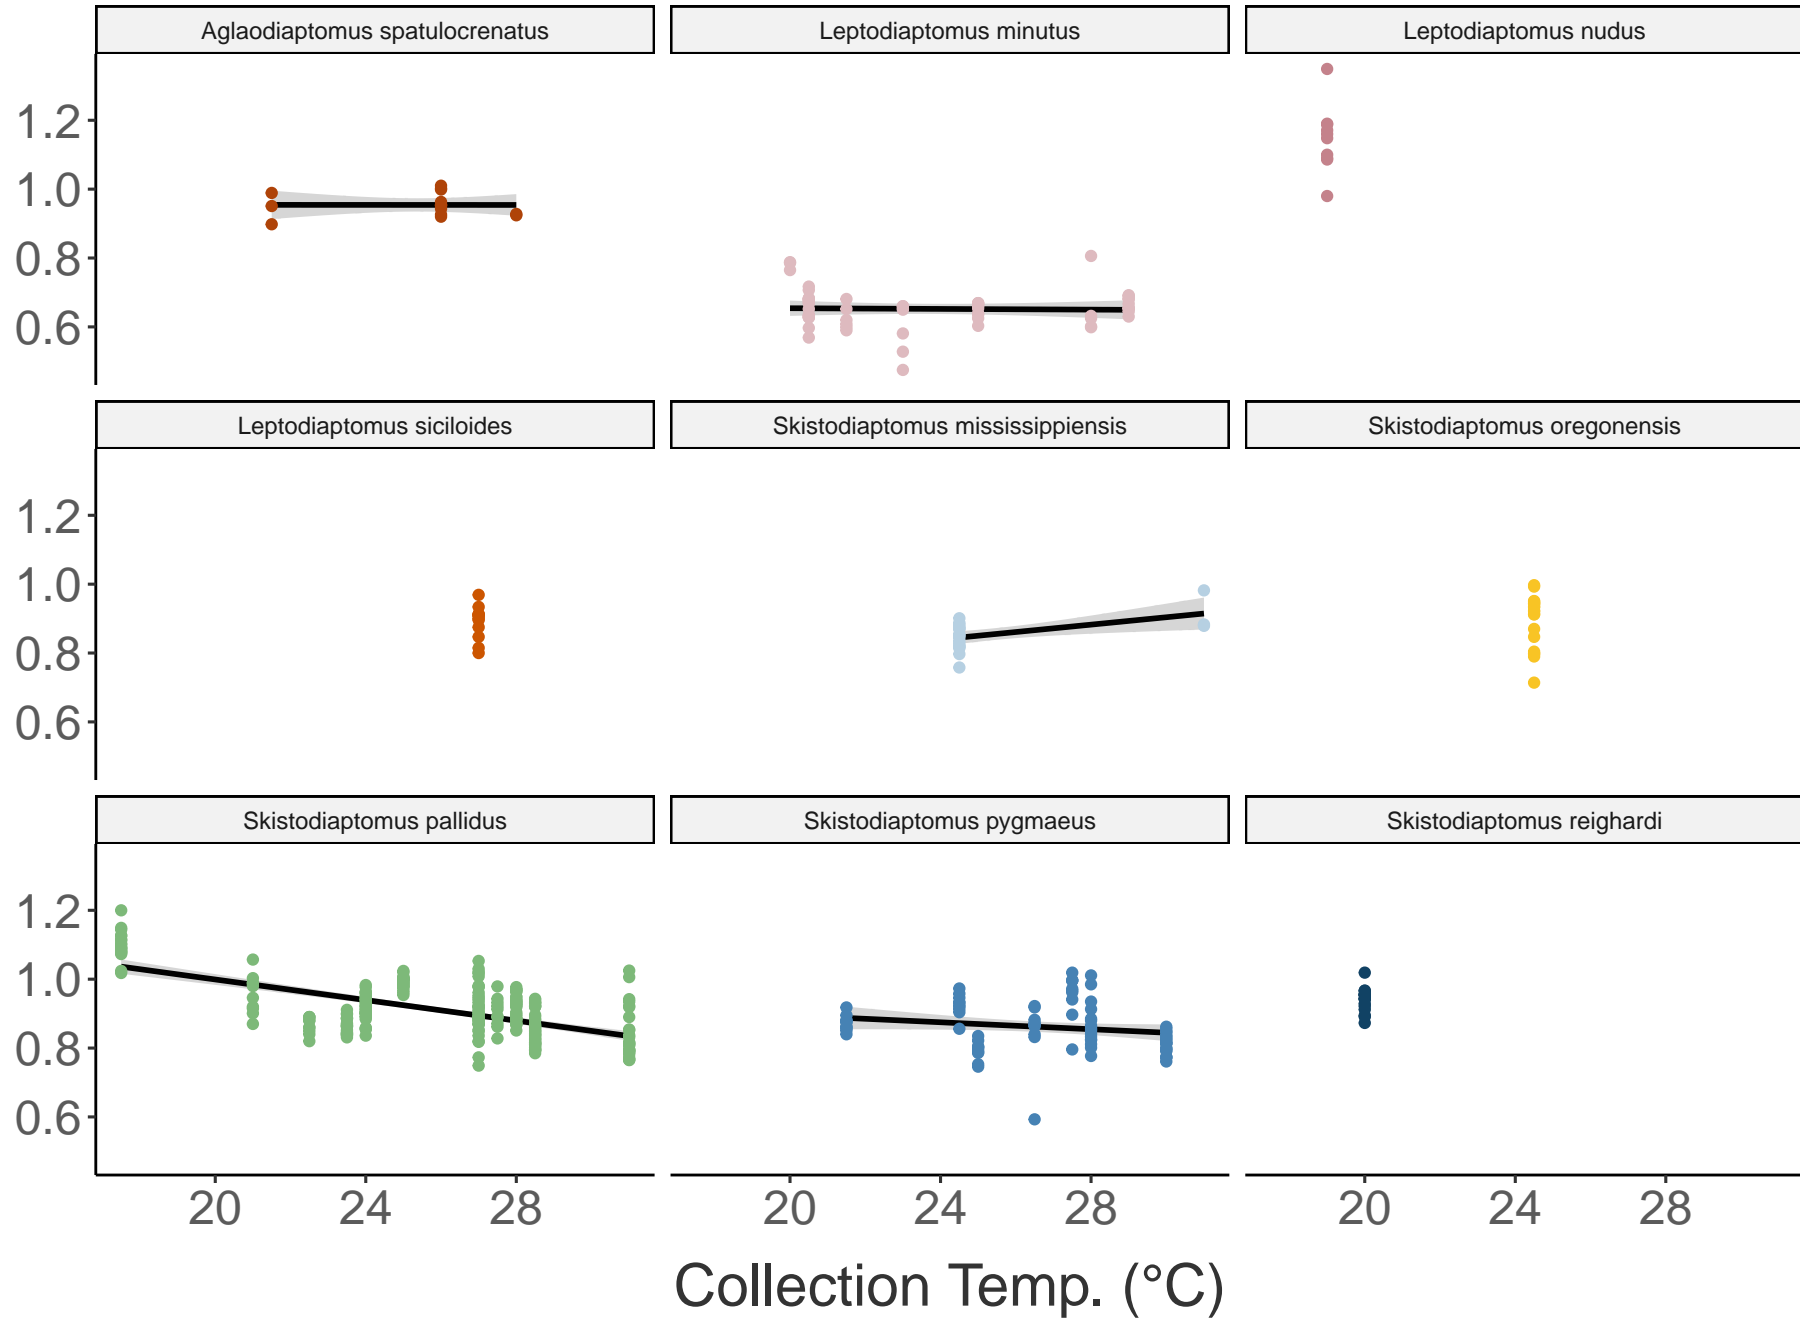 Aglaodiaptomus spatulocrenatus
Leptodiaptomus minutus
Leptodiaptomus nudus
1.2
1.0
0.8
0.6
Leptodiaptomus siciloides
Skistodiaptomus mississippiensis
Skistodiaptomus oregonensis
1.2
1.0
0.8
0.6
Skistodiaptomus pallidus
Skistodiaptomus pygmaeus
Skistodiaptomus reighardi
1.2
1.0
0.8
0.6
20 24 28
20 24 28
20 24 28
Collection Temp. (°C)